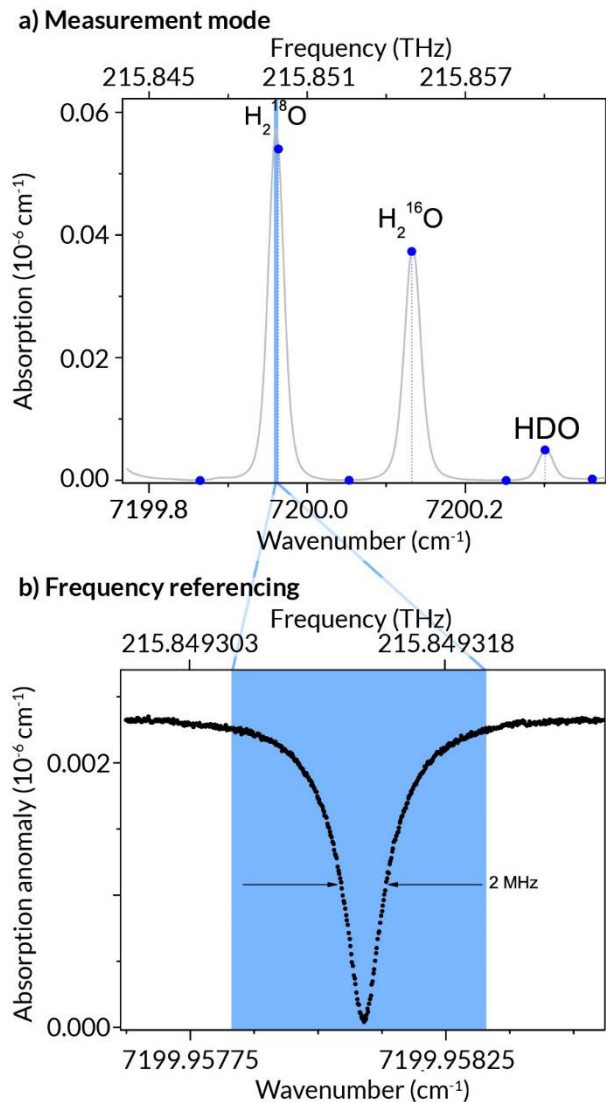 a) Measurement mode
Frequency (THz)
215.845 215.851 215.857
H₂¹⁸O
H₂¹⁶O
HDO
0.06
0.04
0.02
0.00
Absorption (10⁻⁶ cm⁻¹)
7199.8 7200.0 7200.2
Wavenumber (cm⁻¹)
b) Frequency referencing
Frequency (THz)
215.849303 215.849318
0.002
0.000
Absorption anomaly (10⁻⁶ cm⁻¹)
2 MHz
7199.95775 7199.95825
Wavenumber (cm⁻¹)